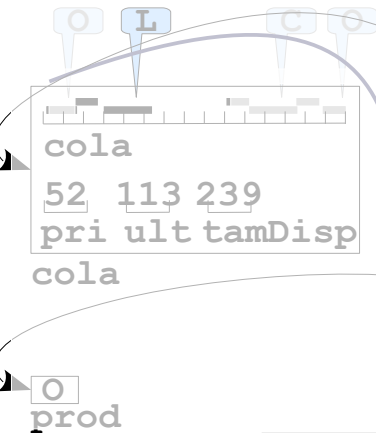 O L C O
cola
52 113 239
pri ult tamDisp
cola
O
prod